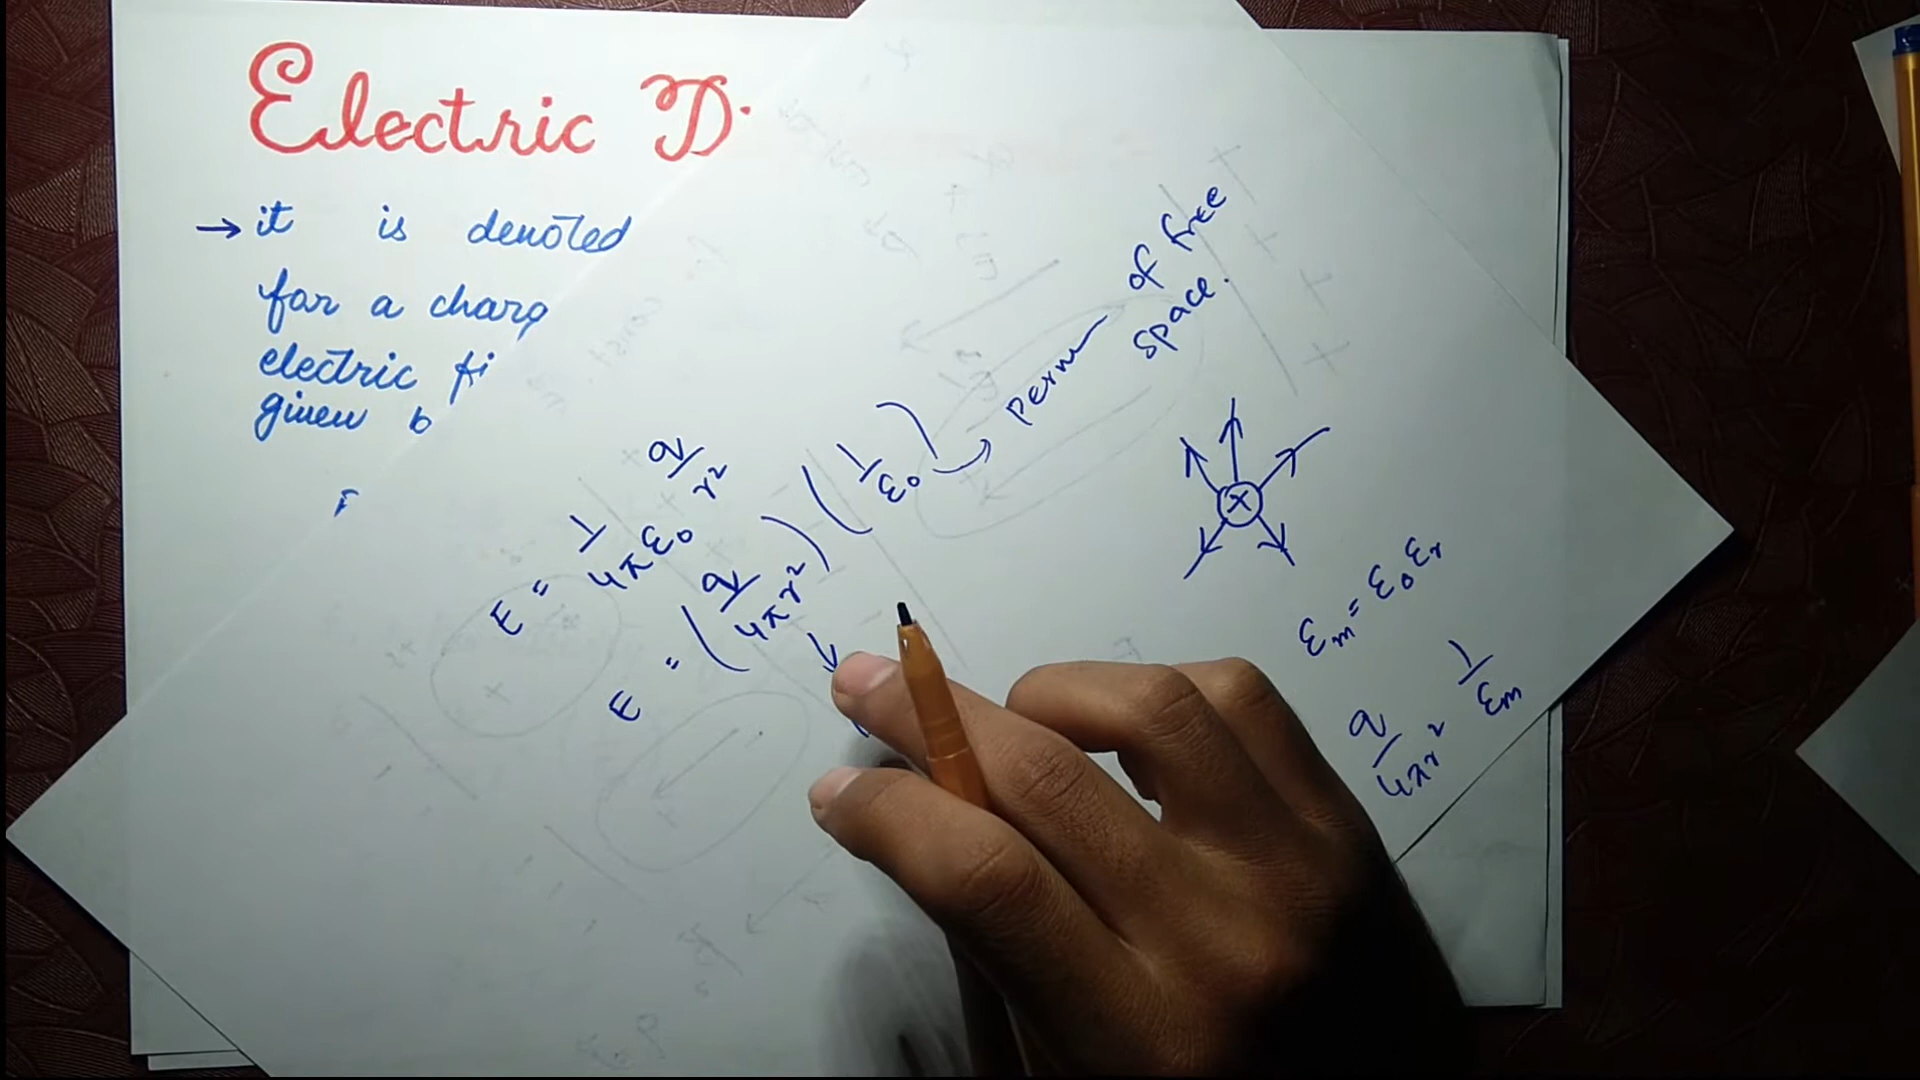 Electric D.
→ it is denoted
for a charg
electric fi
given b
E = 1/4πε₀ q/r²
E = (q/4πr²) (1/ε₀) → Perm of free
space.
+
εm = ε₀εr
q/4πr² 1/εm